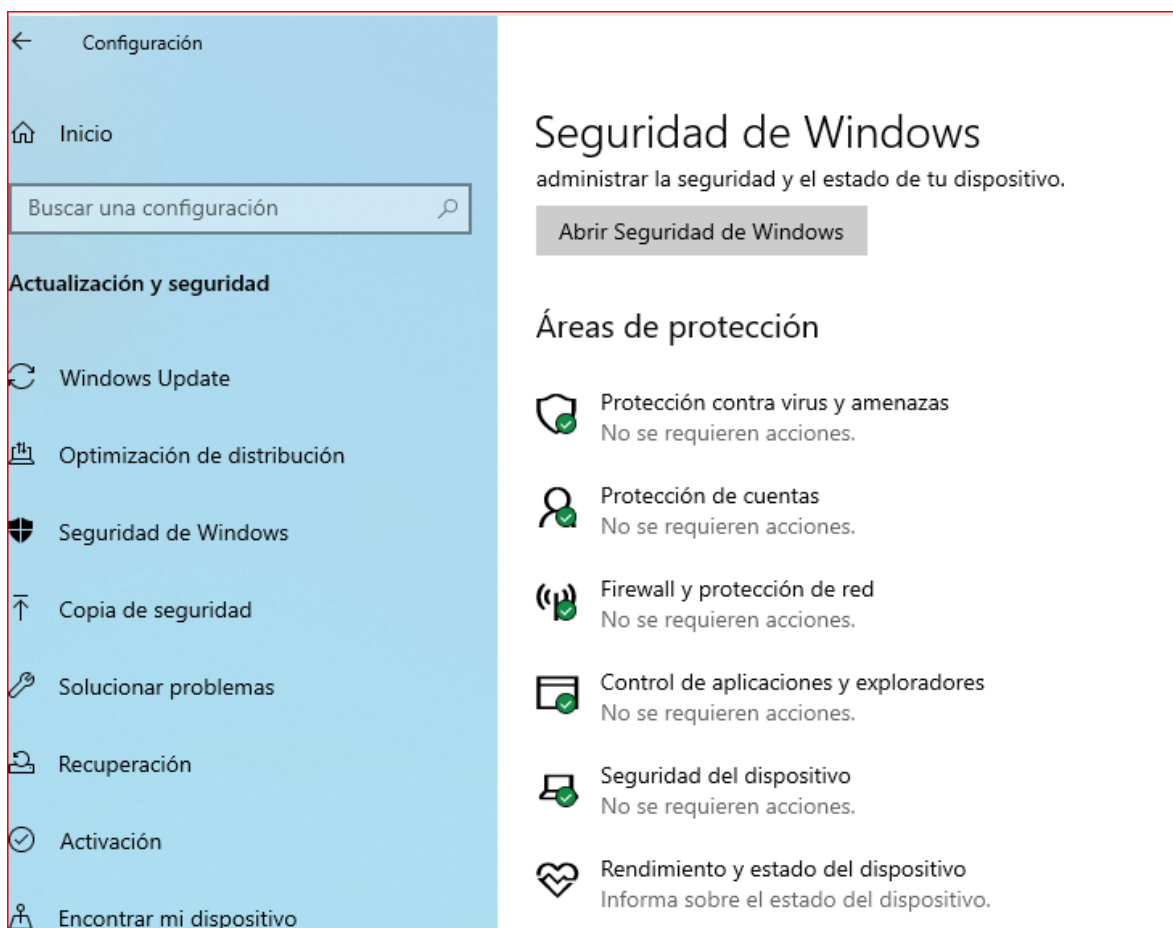 Configuración
Inicio
Buscar una configuración
Actualización y seguridad
Windows Update
Optimización de distribución
Seguridad de Windows
Copia de seguridad
Solucionar problemas
Recuperación
Activación
Encontrar mi dispositivo
Seguridad de Windows
administrar la seguridad y el estado de tu dispositivo.
Abrir Seguridad de Windows
Áreas de protección
Protección contra virus y amenazas
No se requieren acciones.
Protección de cuentas
No se requieren acciones.
Firewall y protección de red
No se requieren acciones.
Control de aplicaciones y exploradores
No se requieren acciones.
Seguridad del dispositivo
No se requieren acciones.
Rendimiento y estado del dispositivo
Informa sobre el estado del dispositivo.